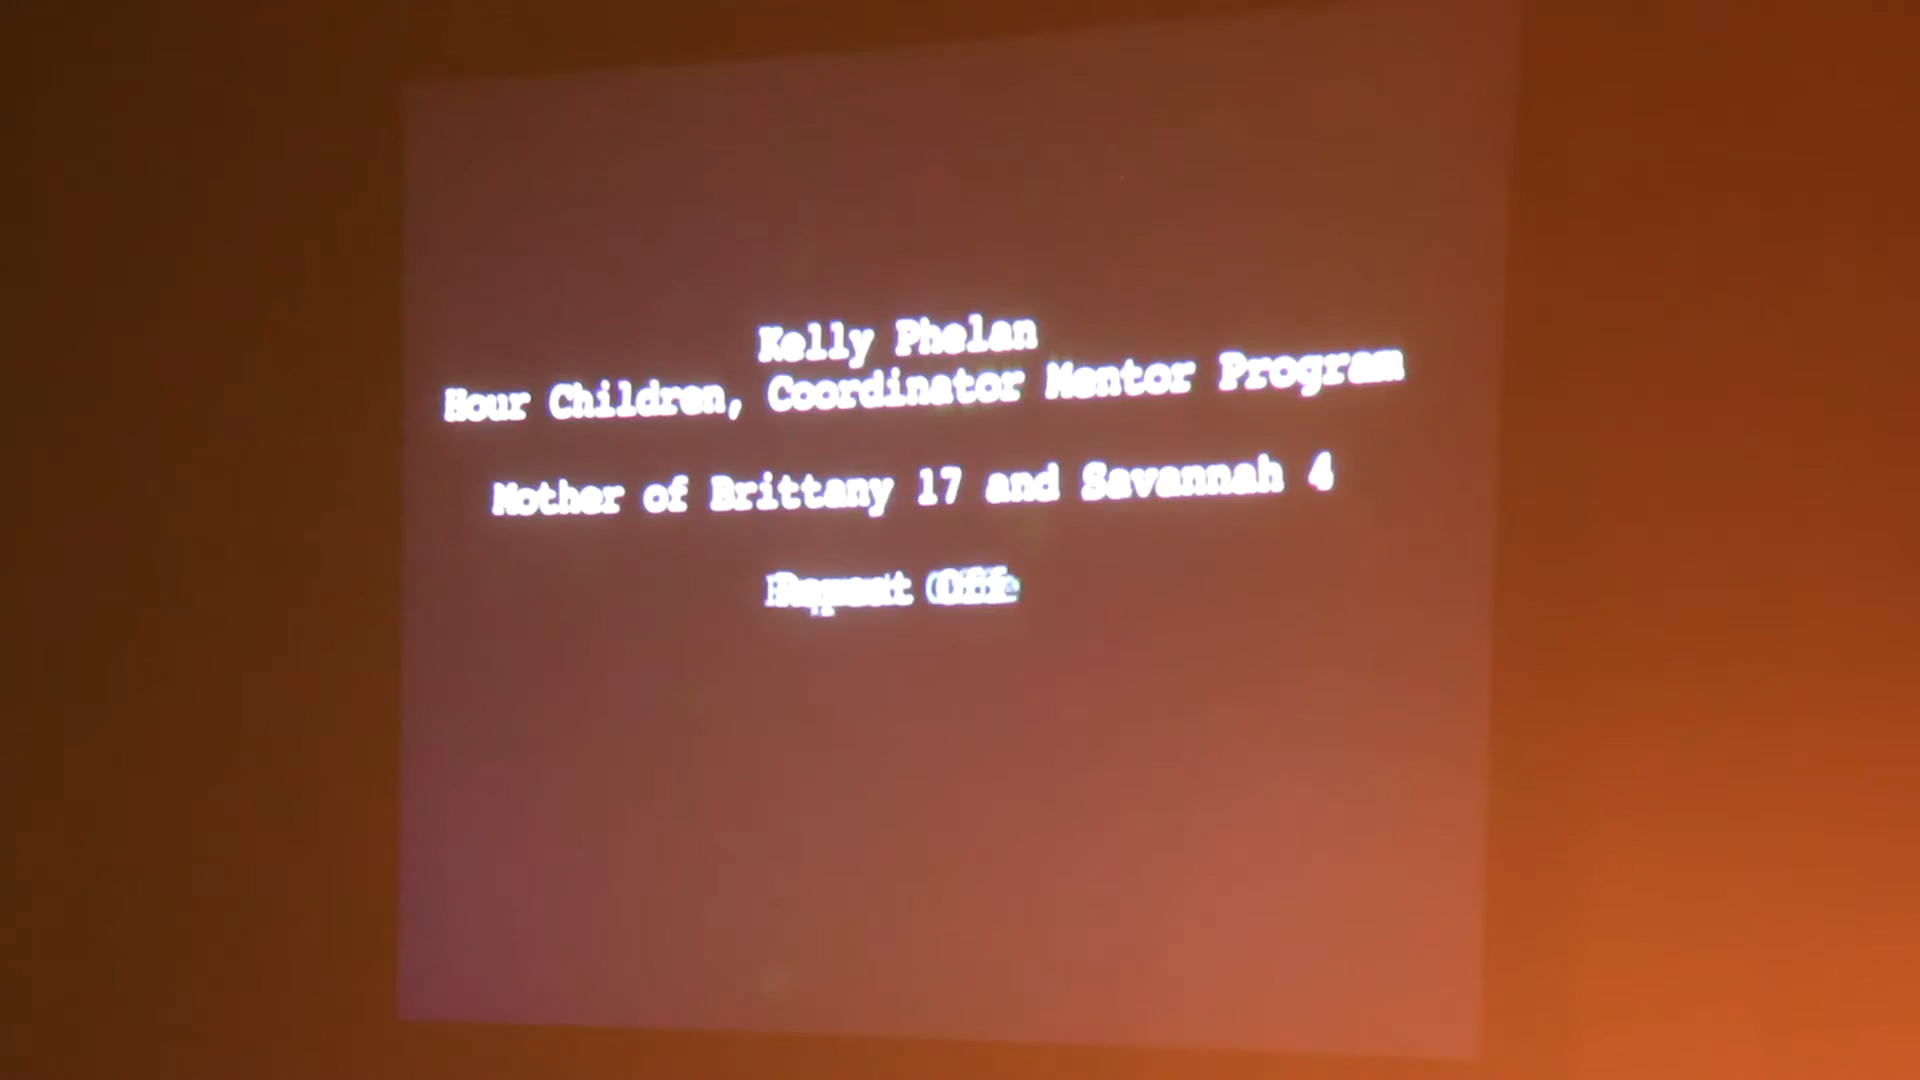 Kelly Phelan
Hour Children, Coordinator Mentor Program
Mother of Brittany 17 and Savannah 4